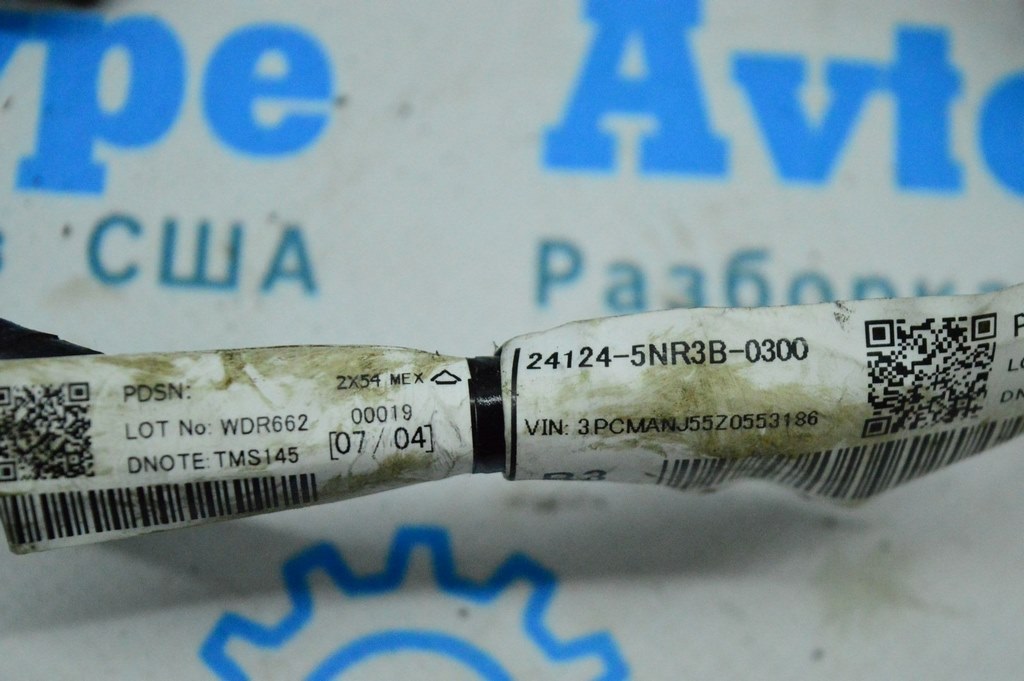 ype Avto
США Разборка
PDSN:
2X54 MEX
LOT No: WDR662
00019
DNOTE: TMS145
[07/04]
24124-5NR3B-0300
VIN: 3PCMANJ55Z0553186